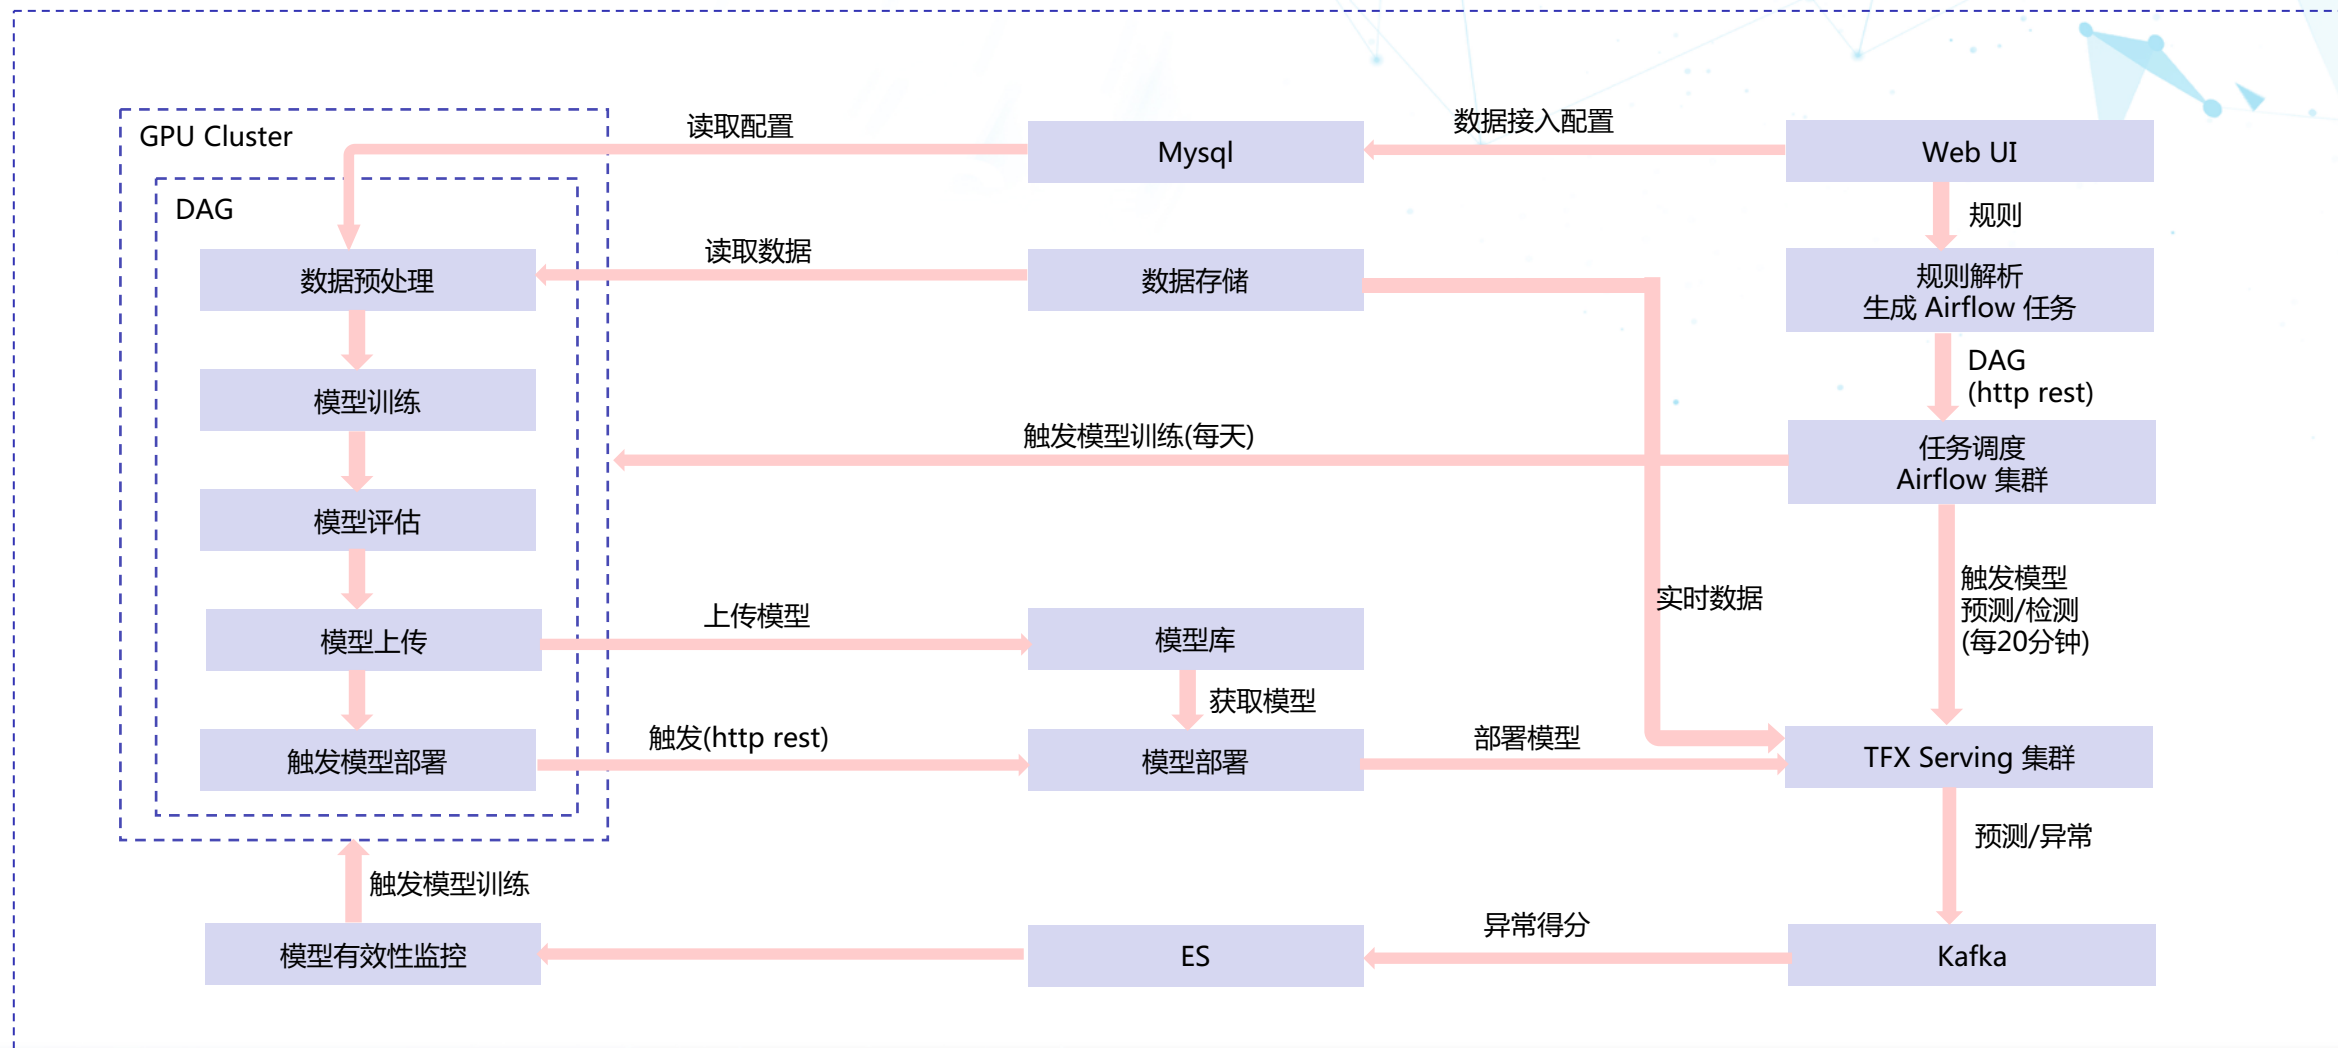 GPU Cluster
DAG
读取配置
Mysql
数据接入配置
Web UI
规则
数据预处理
读取数据
数据存储
规则解析
生成 Airflow 任务
DAG
(http rest)
模型训练
触发模型训练(每天)
任务调度
Airflow 集群
模型评估
实时数据
触发模型
预测/检测
(每20分钟)
模型上传
上传模型
模型库
获取模型
触发模型部署
触发(http rest)
模型部署
部署模型
TFX Serving 集群
预测/异常
触发模型训练
模型有效性监控
ES
异常得分
Kafka